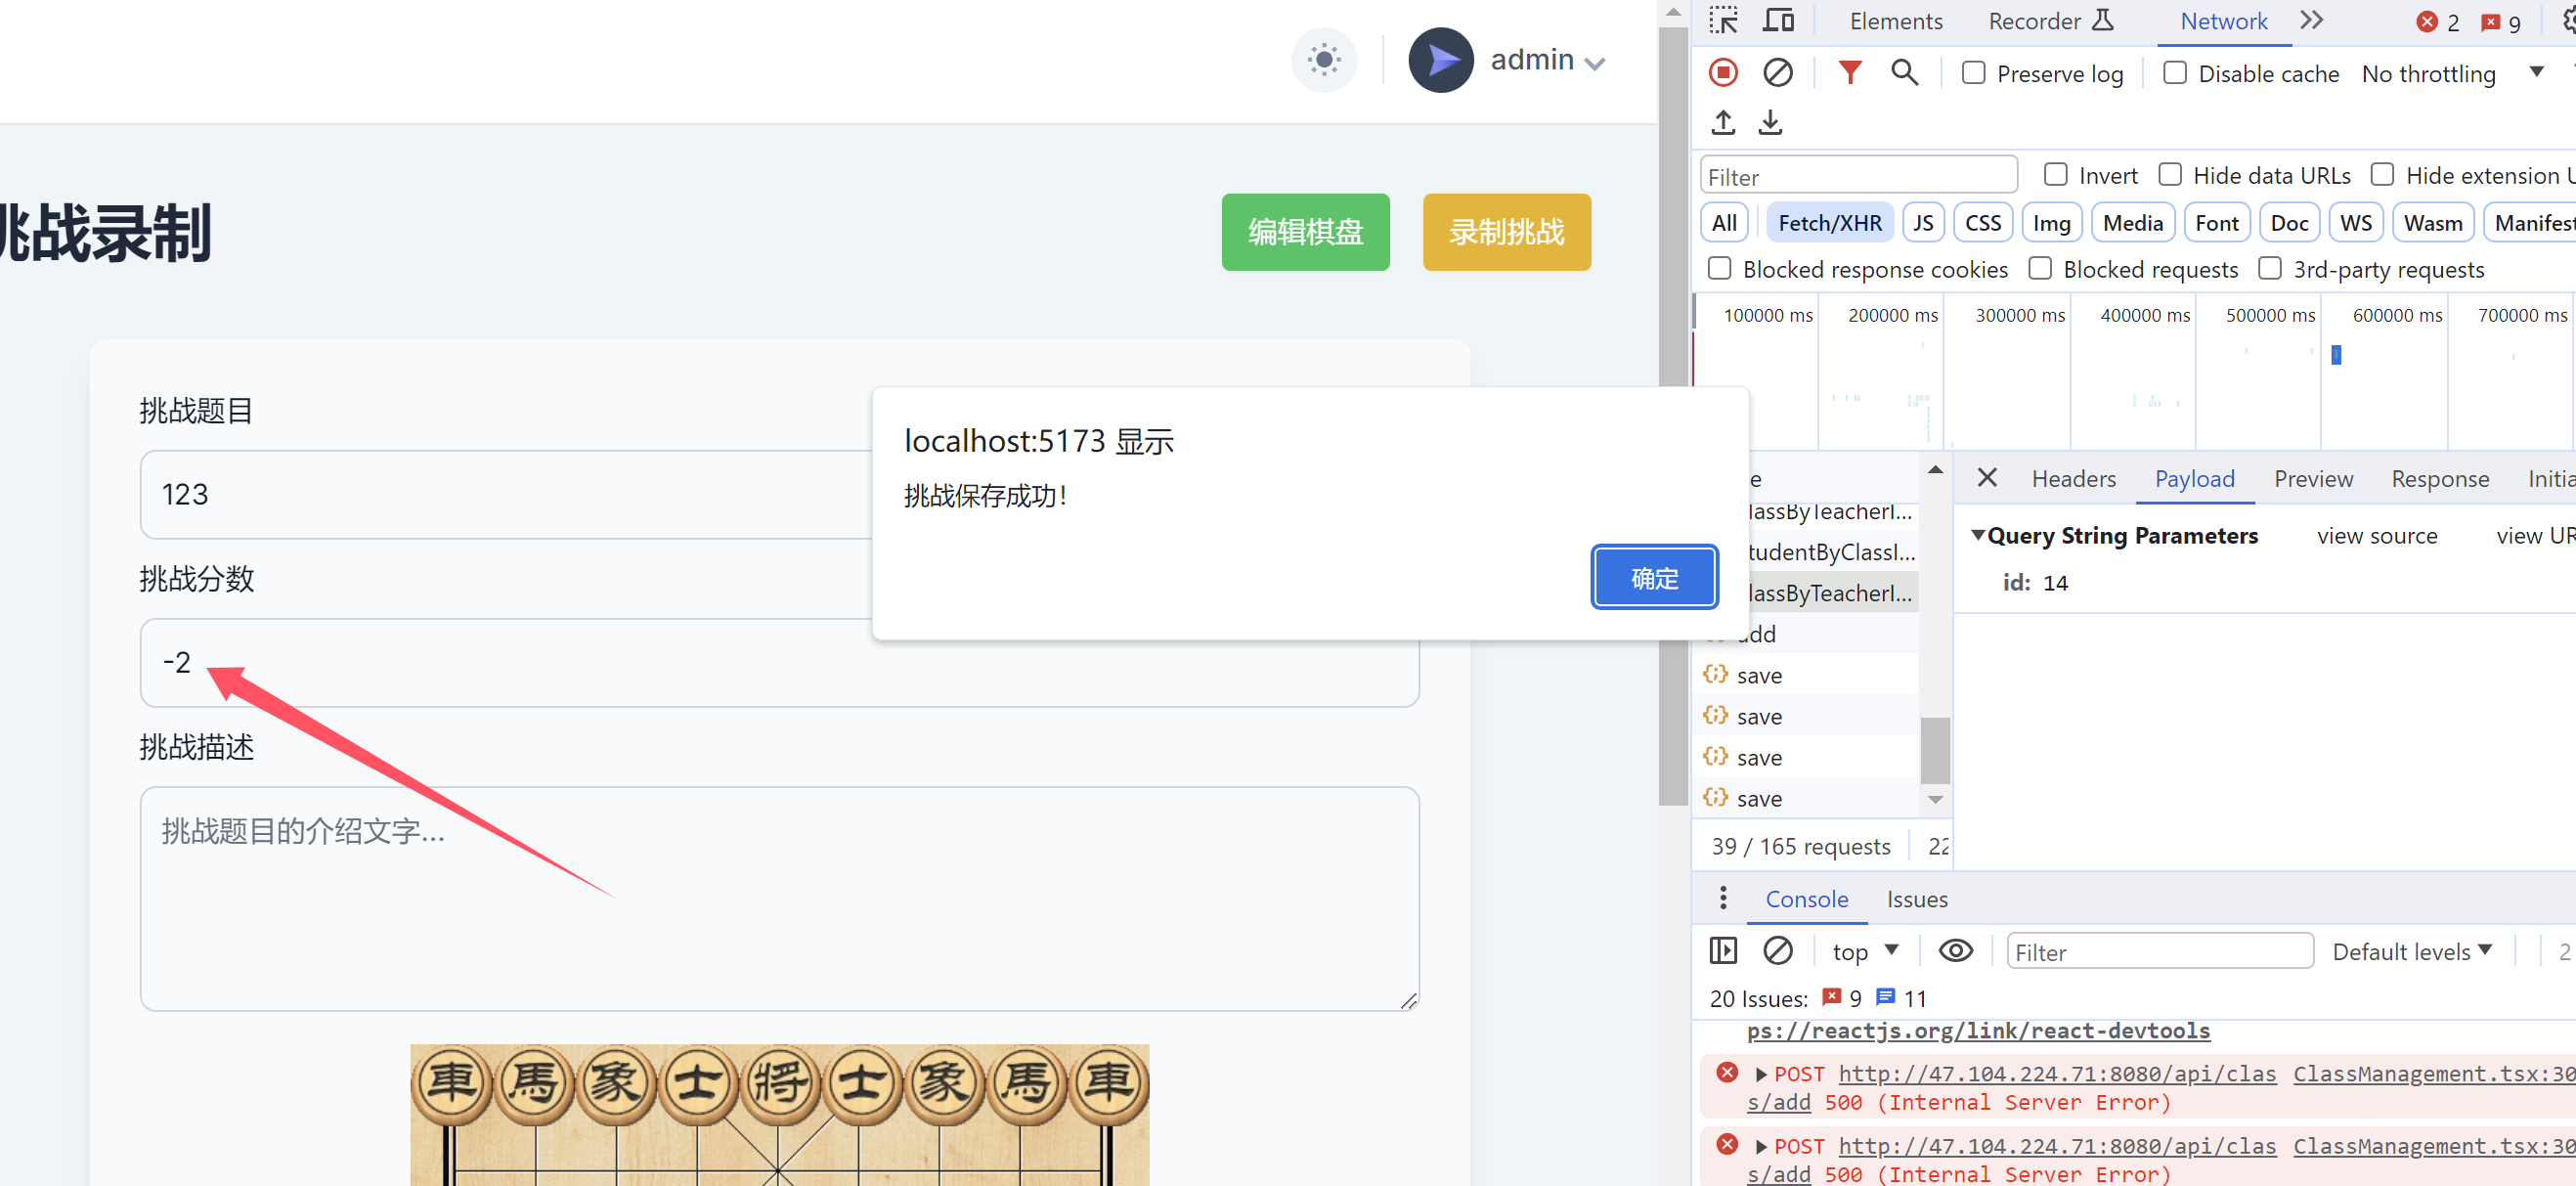 admin
挑战录制
编辑棋盘
录制挑战
挑战题目
123
挑战分数
-2
挑战描述
挑战题目的介绍文字...
車 馬 象 士 將 士 象 馬 車
localhost:5173 显示
挑战保存成功！
确定
Elements Recorder Network 2 9
Preserve log Disable cache No throttling
Filter Invert Hide data URLs Hide extension U
All Fetch/XHR JS CSS Img Media Font Doc WS Wasm Manifest
Blocked response cookies Blocked requests 3rd-party requests
100000 ms 200000 ms 300000 ms 400000 ms 500000 ms 600000 ms 700000 ms
e
lassByTeacherI...
tudentByClassI...
lassByTeacherI...
add
save
save
save
save
39 / 165 requests 22
Headers Payload Preview Response Initia
Query String Parameters view source view UR
id: 14
Console Issues
top Filter Default levels 2
20 Issues: 9 11
ps://reactjs.org/link/react-devtools
POST http://47.104.224.71:8080/api/clas ClassManagement.tsx:30
s/add 500 (Internal Server Error)
POST http://47.104.224.71:8080/api/clas ClassManagement.tsx:30
s/add 500 (Internal Server Error)